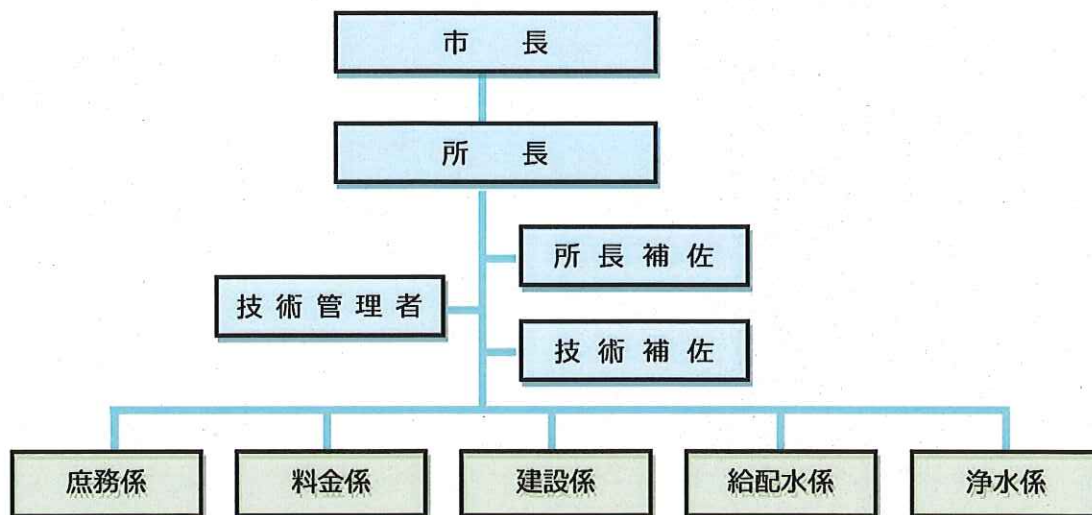 市長
所長
所長補佐
技術管理者
技術補佐
庶務係
料金係
建設係
給配水係
浄水係